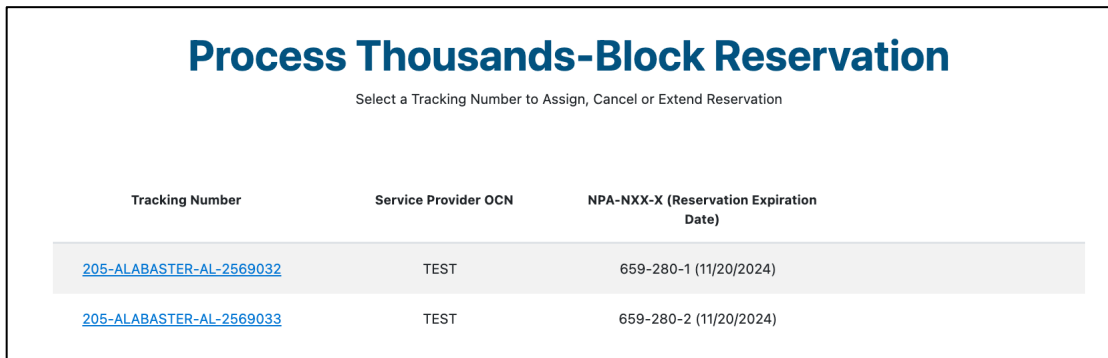 Process Thousands-Block Reservation
Select a Tracking Number to Assign, Cancel or Extend Reservation
Tracking Number Service Provider OCN NPA-NXX-X (Reservation Expiration
Date)
205-ALABASTER-AL-2569032 TEST 659-280-1 (11/20/2024)
205-ALABASTER-AL-2569033 TEST 659-280-2 (11/20/2024)